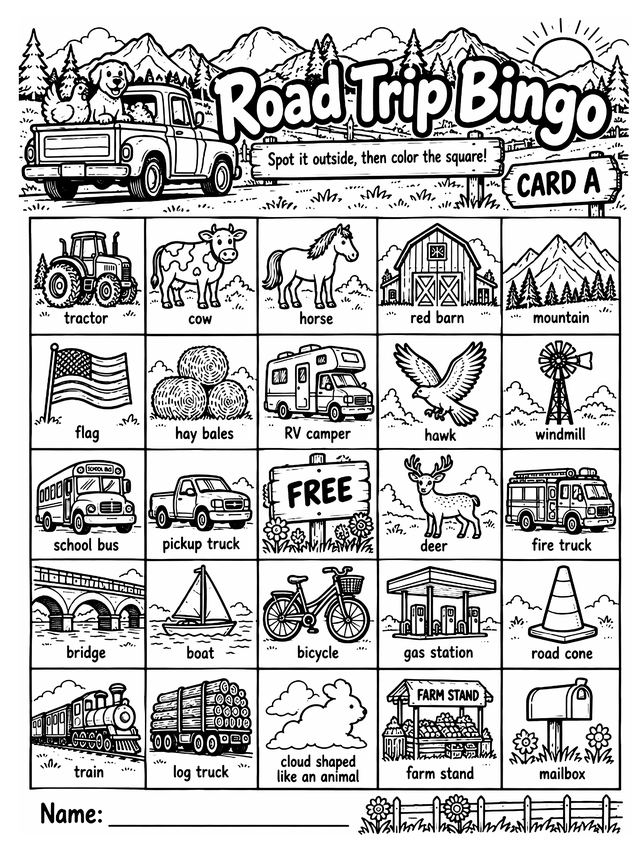 Road Trip Bingo
Spot it outside, then color the square!
CARD A
tractor
cow
horse
red barn
mountain
flag
hay bales
RV camper
hawk
windmill
SCHOOL BUS
school bus
pickup truck
FREE
deer
fire truck
bridge
boat
bicycle
gas station
road cone
train
log truck
cloud shaped
like an animal
FARM STAND
farm stand
mailbox
Name: